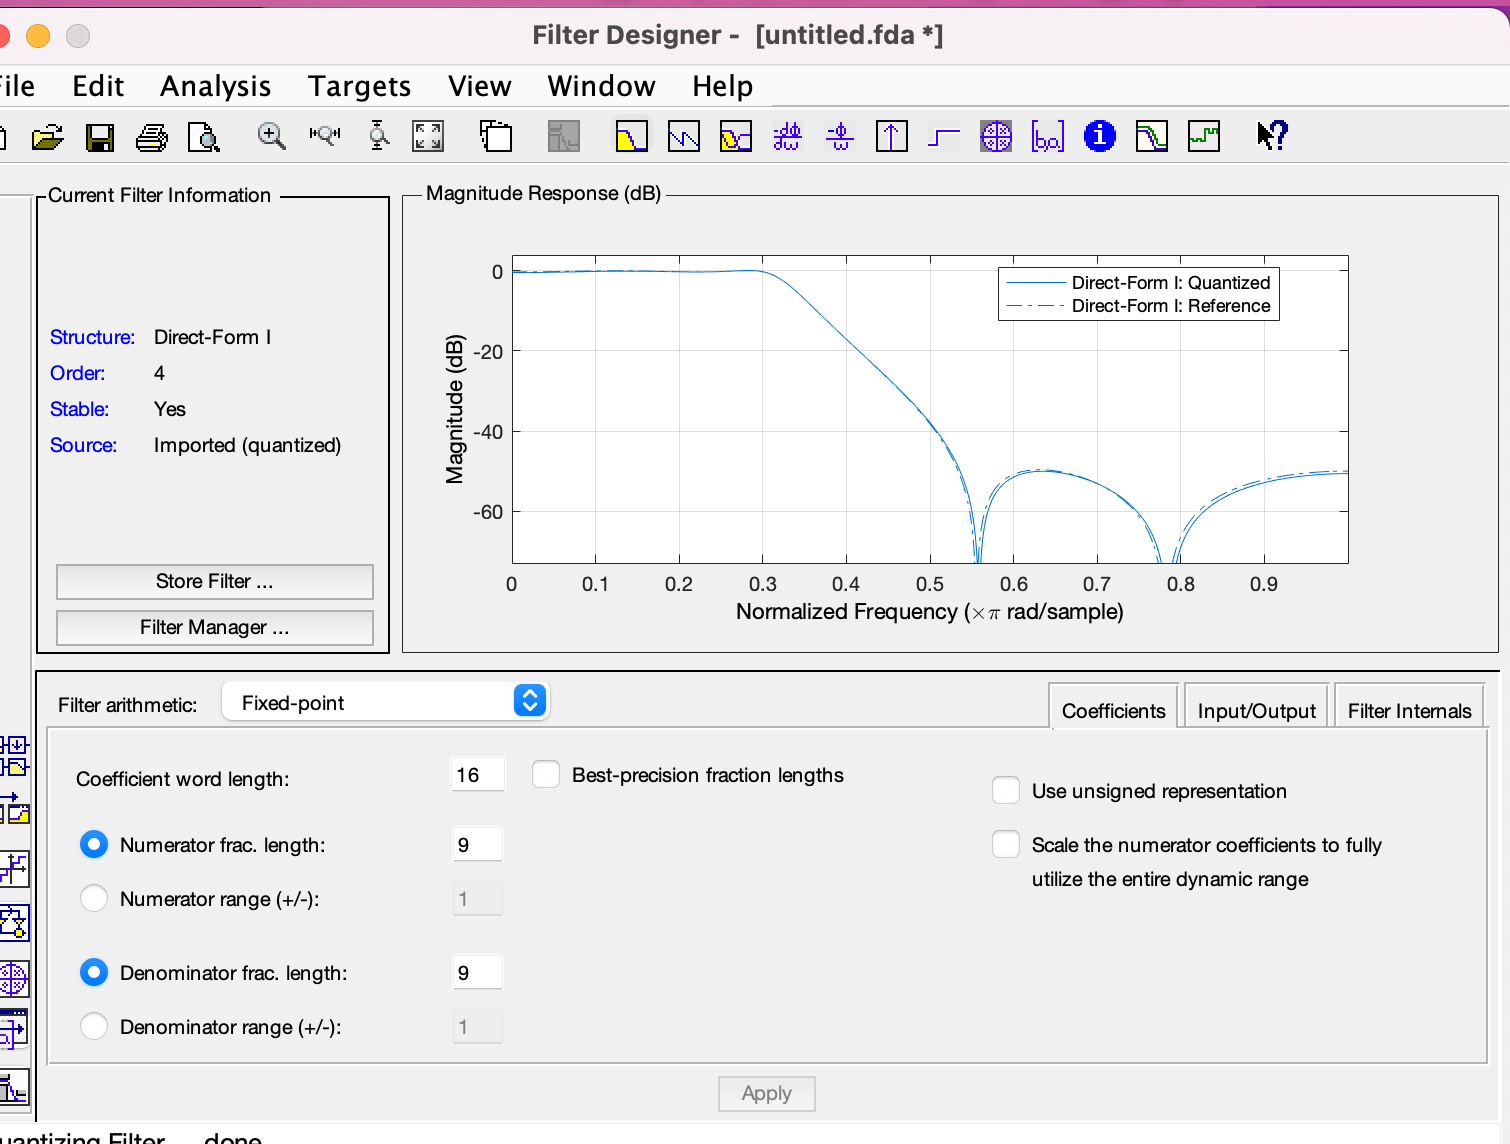 Filter Designer -  [untitled.fda *]
File Edit Analysis Targets View Window Help
Current Filter Information
Structure: Direct-Form I
Order: 4
Stable: Yes
Source: Imported (quantized)
Store Filter ...
Filter Manager ...
Magnitude Response (dB)
Direct-Form I: Quantized
Direct-Form I: Reference
Magnitude (dB)
0
-20
-40
-60
0 0.1 0.2 0.3 0.4 0.5 0.6 0.7 0.8 0.9
Normalized Frequency (×π rad/sample)
Filter arithmetic: Fixed-point
Coefficients Input/Output Filter Internals
Coefficient word length: 16 Best-precision fraction lengths
Numerator frac. length: 9
Numerator range (+/-): 1
Denominator frac. length: 9
Denominator range (+/-): 1
Use unsigned representation
Scale the numerator coefficients to fully
utilize the entire dynamic range
Apply
uantizing Filter ... done